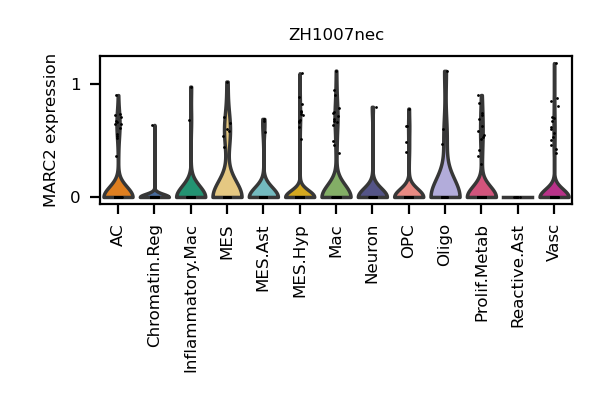 ZH1007nec
MARC2 expression
1
0
AC
Chromatin.Reg
Inflammatory.Mac
MES
MES.Ast
MES.Hyp
Mac
Neuron
OPC
Oligo
Prolif.Metab
Reactive.Ast
Vasc